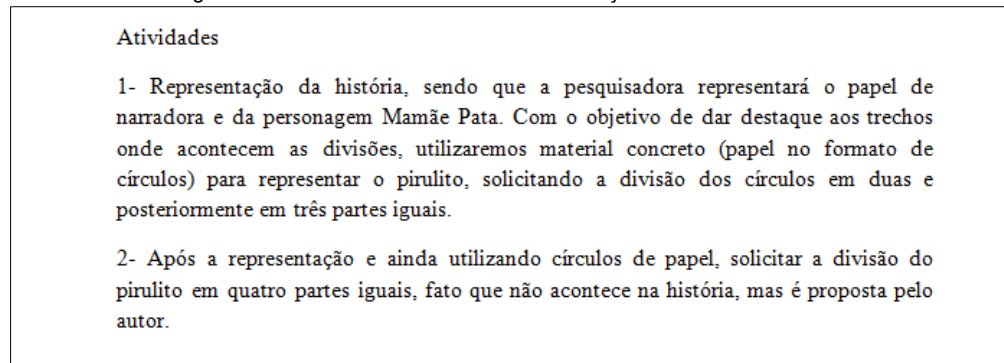 Atividades
1- Representação da história, sendo que a pesquisadora representará o papel de
narradora e da personagem Mamãe Pata. Com o objetivo de dar destaque aos trechos
onde acontecem as divisões, utilizaremos material concreto (papel no formato de
círculos) para representar o pirulito, solicitando a divisão dos círculos em duas e
posteriormente em três partes iguais.
2- Após a representação e ainda utilizando círculos de papel, solicitar a divisão do
pirulito em quatro partes iguais, fato que não acontece na história, mas é proposta pelo
autor.